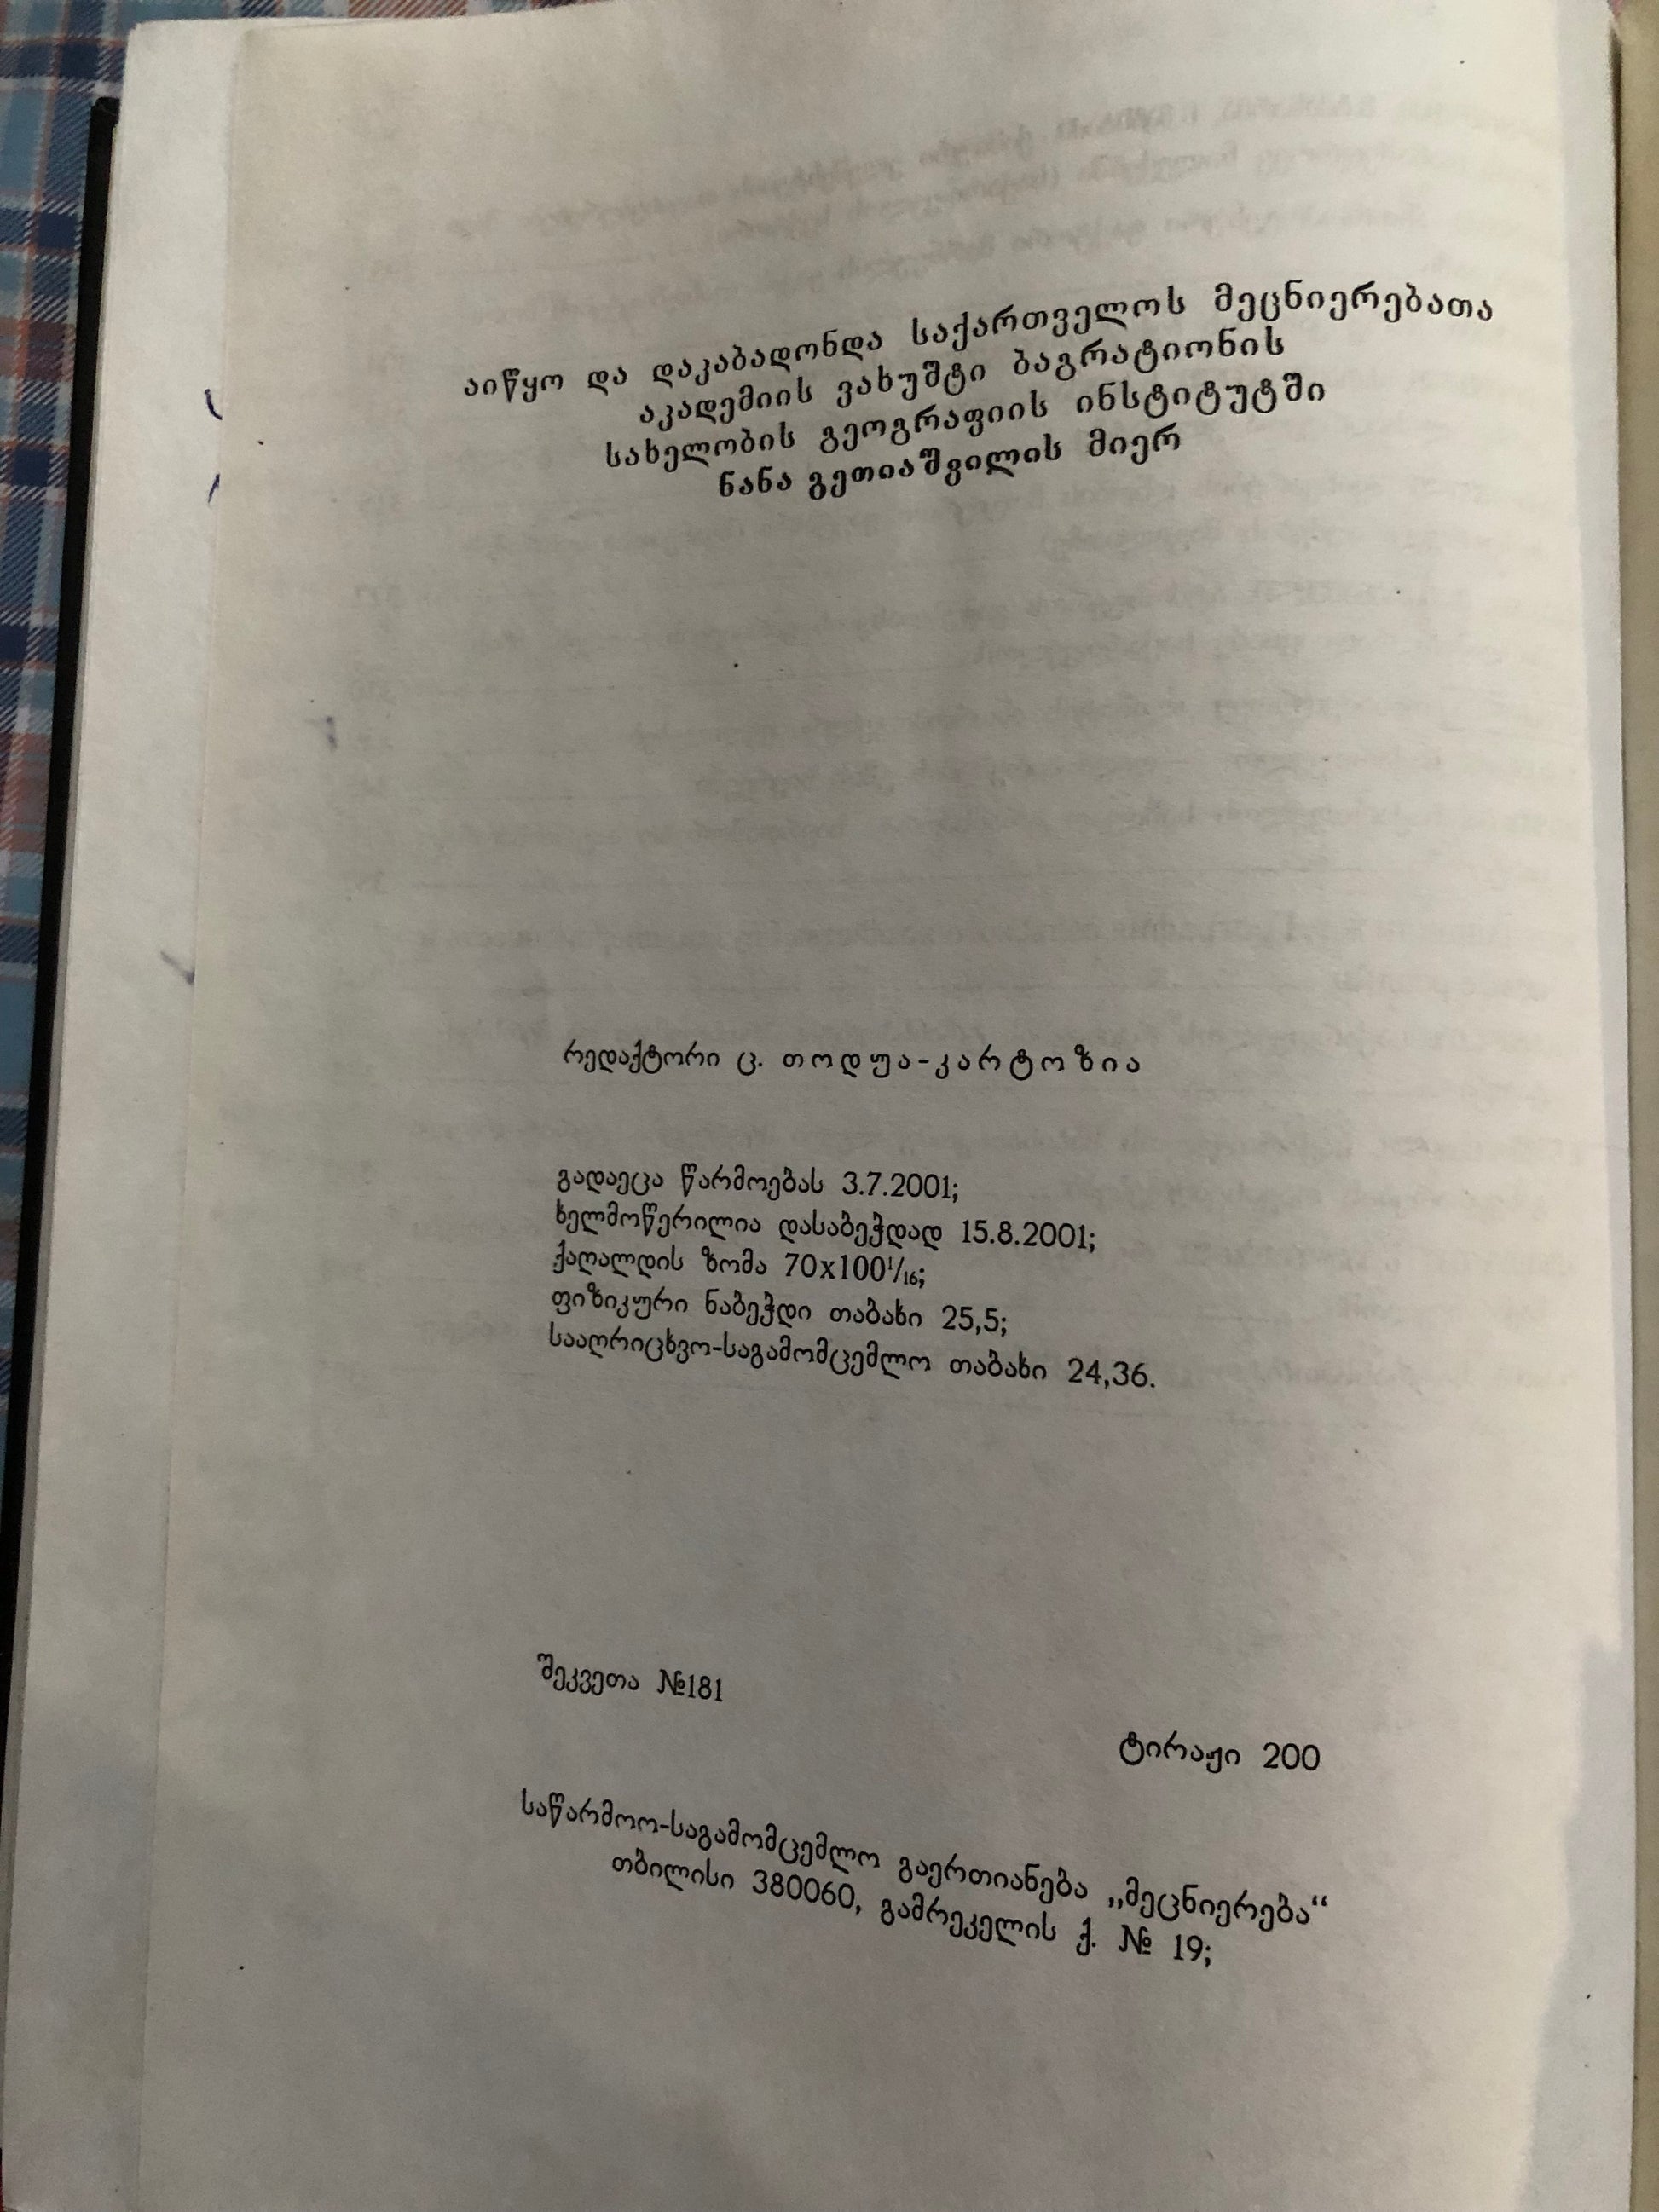 აიწყო და დაკაბადონდა საქართველოს მეცნიერებათა
აკადემიის ვახუშტი ბაგრატიონის
სახელობის გეოგრაფიის ინსტიტუტში
ნანა გეთიაშვილის მიერ
რედაქტორი ც. თოდუა-კარტოზია
გადაეცა წარმოებას 3.7.2001;
ხელმოწერილია დასაბეჭდად 15.8.2001;
ქაღალდის ზომა 70x100¹/₁₆;
ფიზიკური ნაბეჭდი თაბახი 25,5;
სააღრიცხვო-საგამომცემლო თაბახი 24,36.
შეკვეთა №181
ტირაჟი 200
საწარმოო-საგამომცემლო გაერთიანება „მეცნიერება“
თბილისი 380060, გამრეკელის ქ. № 19;